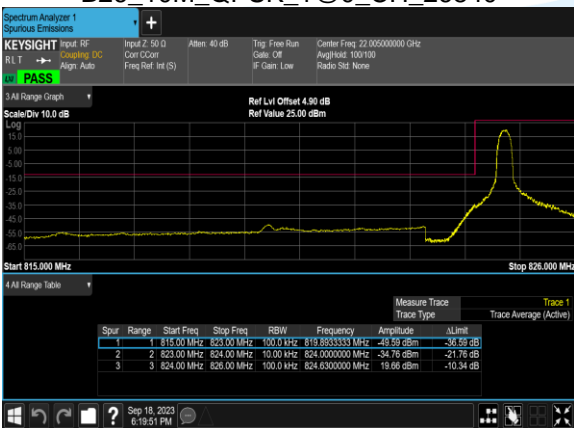 Spectrum Analyzer 1
Spurious Emissions
KEYSIGHT Input: RF Input Z: 50 Ω Atten: 40 dB Trig: Free Run Center Freq: 22.005000000 GHz
RLT Coupling: DC Corr CCorr Gate: Off Avg|Hold: 100/100
Align: Auto Freq Ref: Int (S) IF Gain: Low Radio Std: None
PASS
3 All Range Graph
Ref Lvl Offset 4.90 dB
Scale/Div 10.0 dB Ref Value 25.00 dBm
Log
15.0
5.00
-5.00
-15.0
-25.0
-35.0
-45.0
-55.0
-65.0
Start 815.000 MHz Stop 826.000 MHz
4 All Range Table
Measure Trace Trace 1
Trace Type Trace Average (Active)
Spur Range Start Freq Stop Freq RBW Frequency Amplitude ΔLimit
1 1 815.00 MHz 823.00 MHz 100.0 kHz 819.8933333 MHz -49.59 dBm -36.59 dB
2 2 823.00 MHz 824.00 MHz 10.00 kHz 824.0000000 MHz -34.76 dBm -21.76 dB
3 3 824.00 MHz 826.00 MHz 100.0 kHz 824.6300000 MHz 19.66 dBm -10.34 dB
? Sep 18, 2023
6:19:51 PM